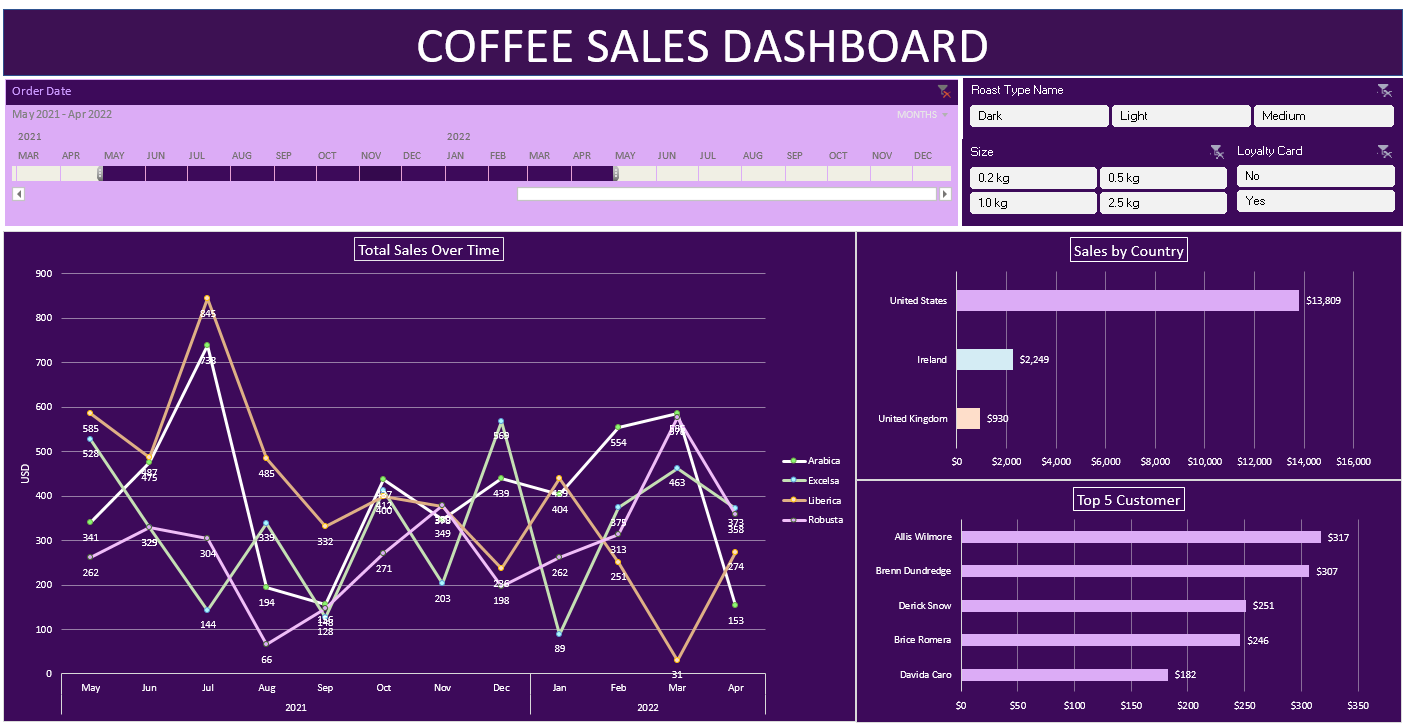 COFFEE SALES DASHBOARD
Order Date
May 2021 - Apr 2022
MONTHS
2021 2022
MAR APR MAY JUN JUL AUG SEP OCT NOV DEC JAN FEB MAR APR MAY JUN JUL AUG SEP OCT NOV DEC
Roast Type Name
Dark Light Medium
Size
0.2 kg 0.5 kg
1.0 kg 2.5 kg
Loyalty Card
No
Yes
Total Sales Over Time
USD
900
800
700
600
500
400
300
200
100
0
845
738
585
528
487
475
485
341
339
329
332
304
262
194
144
66
128
412
400
271
349
203
569
439
236
198
439
404
262
89
554
375
313
251
578
463
31
373
358
274
153
May Jun Jul Aug Sep Oct Nov Dec Jan Feb Mar Apr
2021 2022
Arabica
Excelsa
Liberica
Robusta
Sales by Country
United States $13,809
Ireland $2,249
United Kingdom $930
$0 $2,000 $4,000 $6,000 $8,000 $10,000 $12,000 $14,000 $16,000
Top 5 Customer
Allis Wilmore $317
Brenn Dundredge $307
Derick Snow $251
Brice Romera $246
Davida Caro $182
$0 $50 $100 $150 $200 $250 $300 $350